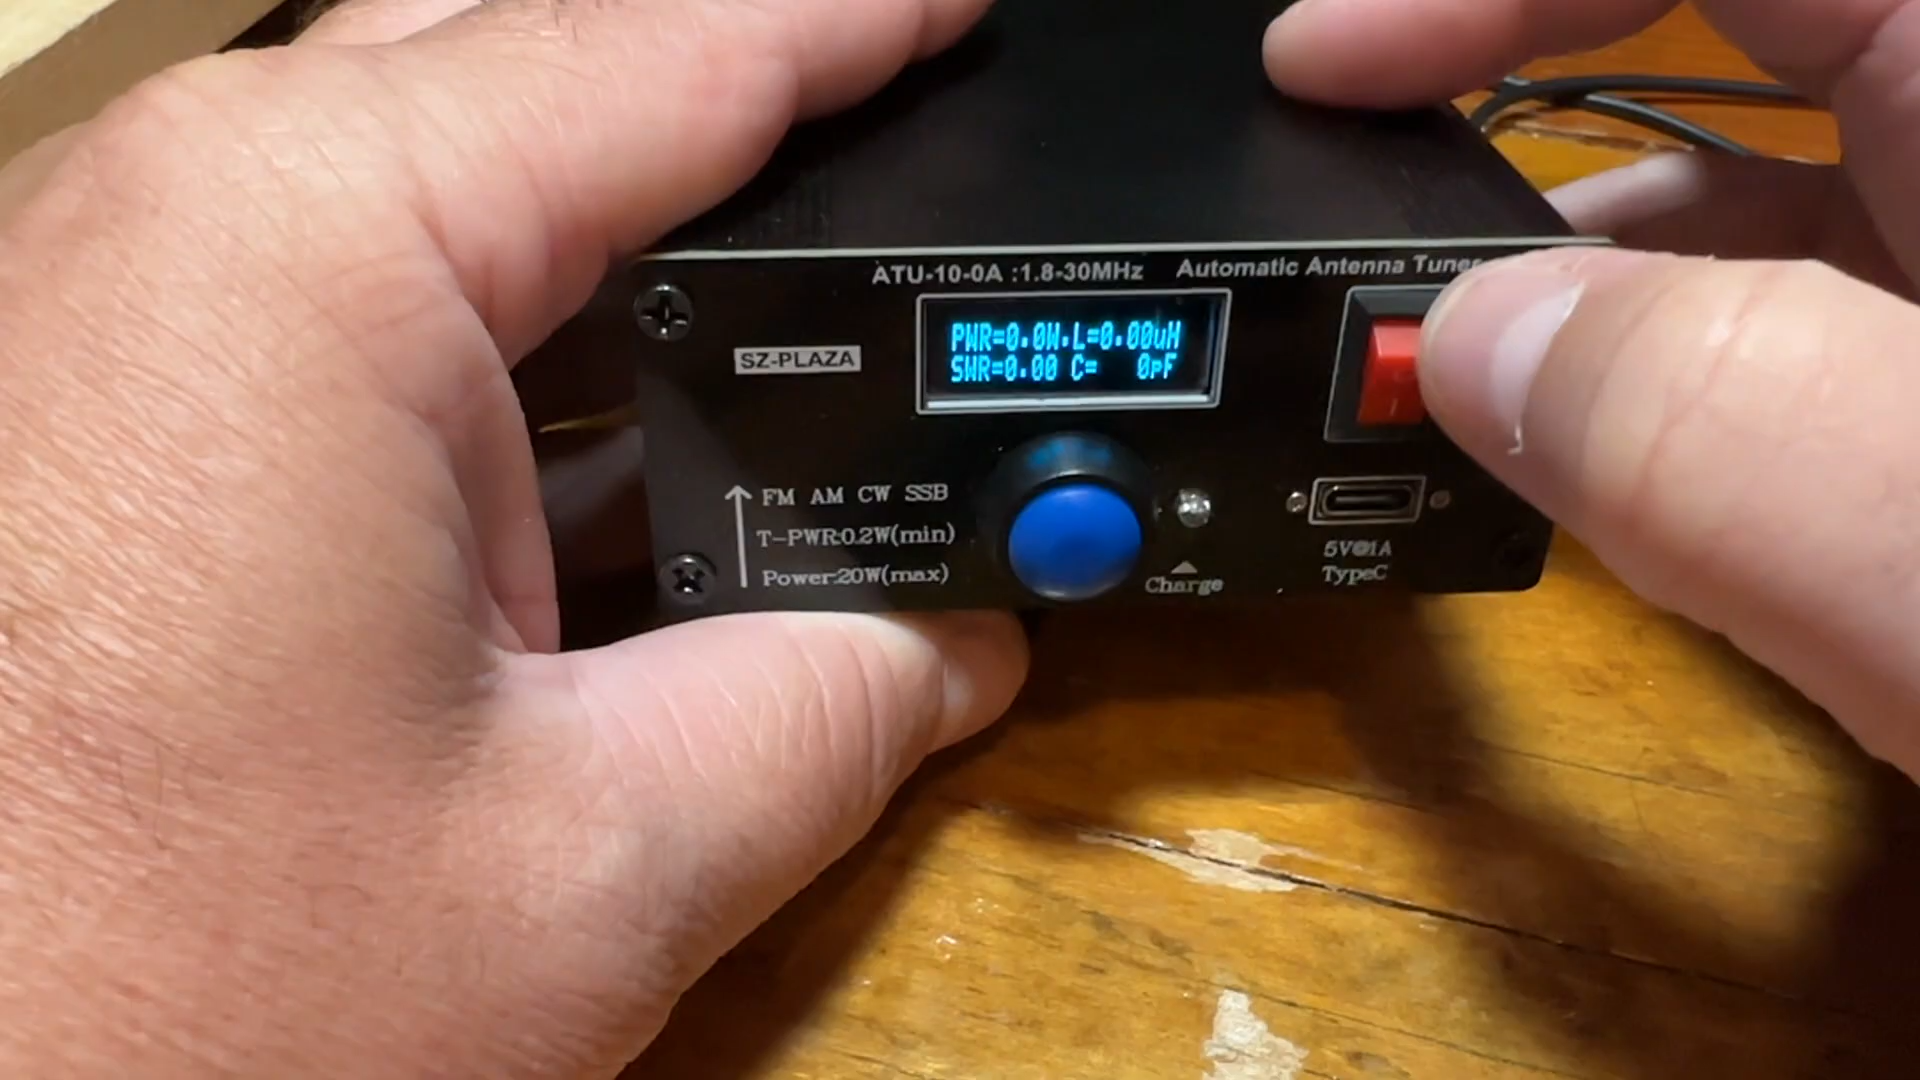 ATU-10-0A :1.8-30MHz Automatic Antenna Tuner
PWR=0.0W.L=0.00uH
SWR=0.00 C= 0pF
SZ-PLAZA
FM AM CW SSB
T-PWR:0.2W(min)
Power:20W(max)
Charge
5V@1A
TypeC